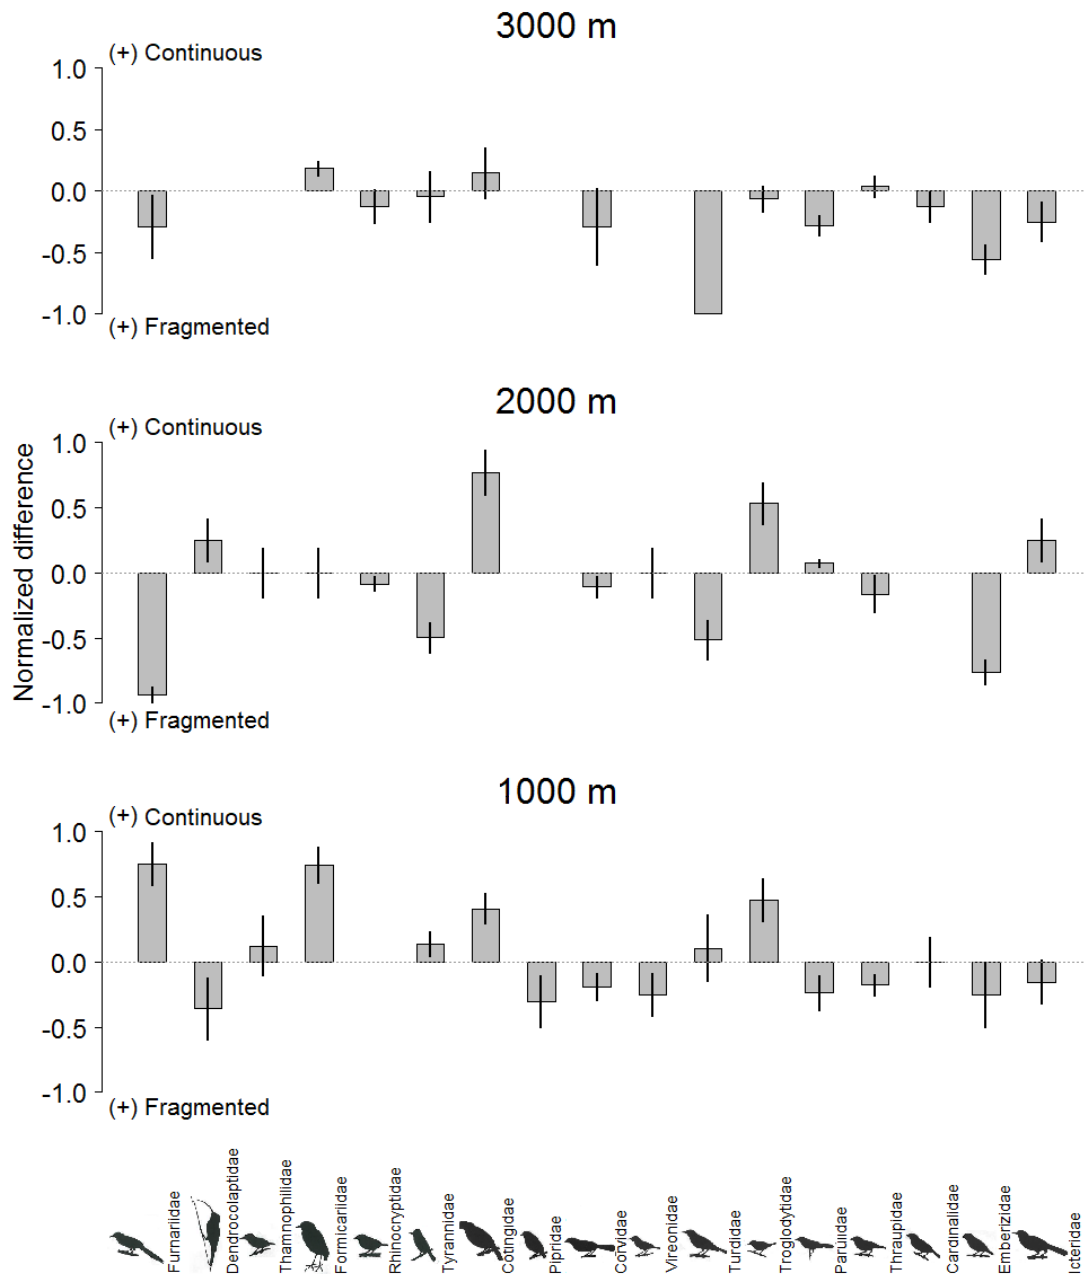 3000 m
(+) Continuous
1.0
0.5
0.0
-0.5
-1.0
(+) Fragmented
2000 m
(+) Continuous
1.0
0.5
0.0
-0.5
-1.0
(+) Fragmented
Normalized difference
1000 m
(+) Continuous
1.0
0.5
0.0
-0.5
-1.0
(+) Fragmented
Furnariidae
Dendrocolaptidae
Thamnophilidae
Formicariidae
Rhinocryptidae
Tyrannidae
Cotingidae
Pipridae
Corvidae
Vireonidae
Turdidae
Troglodytidae
Parulidae
Thraupidae
Cardinalidae
Emberizidae
Icteridae